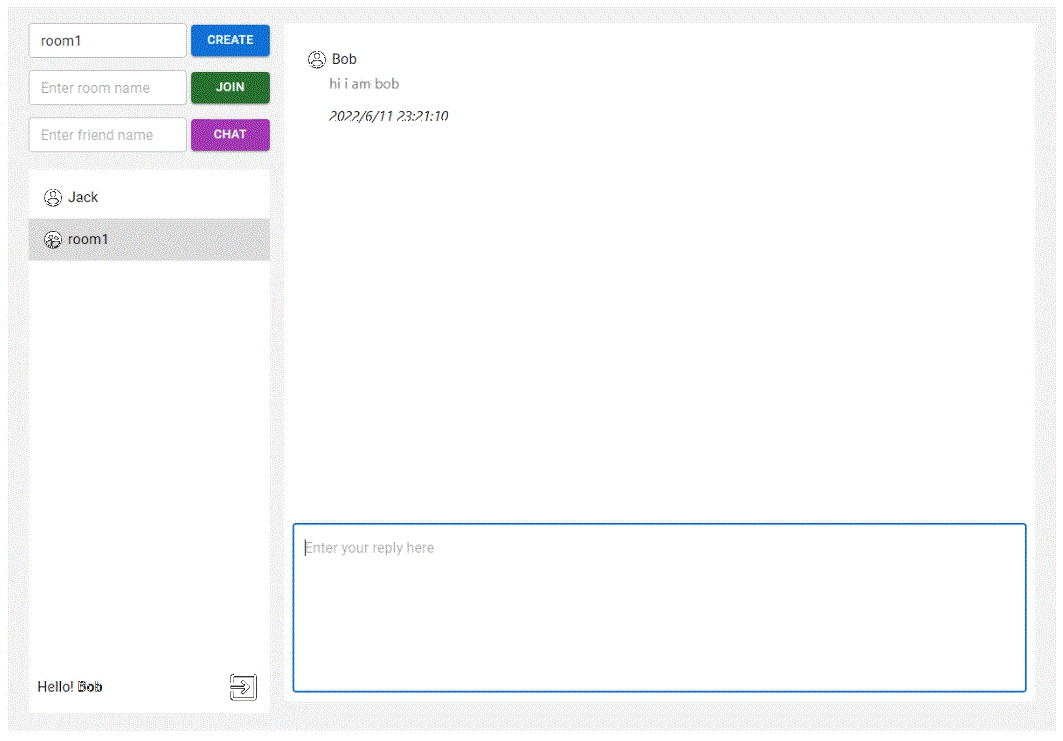 room1
CREATE
Enter room name
JOIN
Enter friend name
CHAT
Jack
room1
Hello! Bob
Bob
hi i am bob
2022/6/11 23:21:10
Enter your reply here